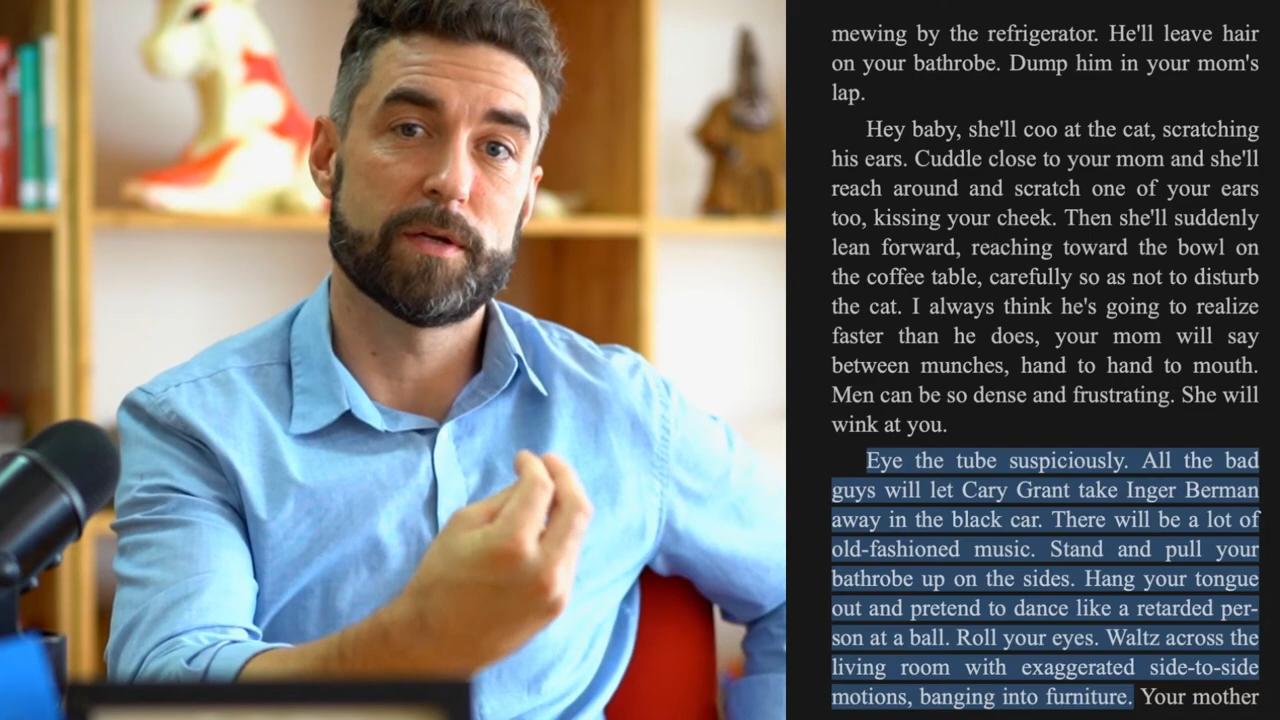 mewing by the refrigerator. He'll leave hair
on your bathrobe. Dump him in your mom's
lap.
Hey baby, she'll coo at the cat, scratching
his ears. Cuddle close to your mom and she'll
reach around and scratch one of your ears
too, kissing your cheek. Then she'll suddenly
lean forward, reaching toward the bowl on
the coffee table, carefully so as not to disturb
the cat. I always think he's going to realize
faster than he does, your mom will say
between munches, hand to hand to mouth.
Men can be so dense and frustrating. She will
wink at you.
Eye the tube suspiciously. All the bad
guys will let Cary Grant take Inger Berman
away in the black car. There will be a lot of
old-fashioned music. Stand and pull your
bathrobe up on the sides. Hang your tongue
out and pretend to dance like a retarded per-
son at a ball. Roll your eyes. Waltz across the
living room with exaggerated side-to-side
motions, banging into furniture. Your mother